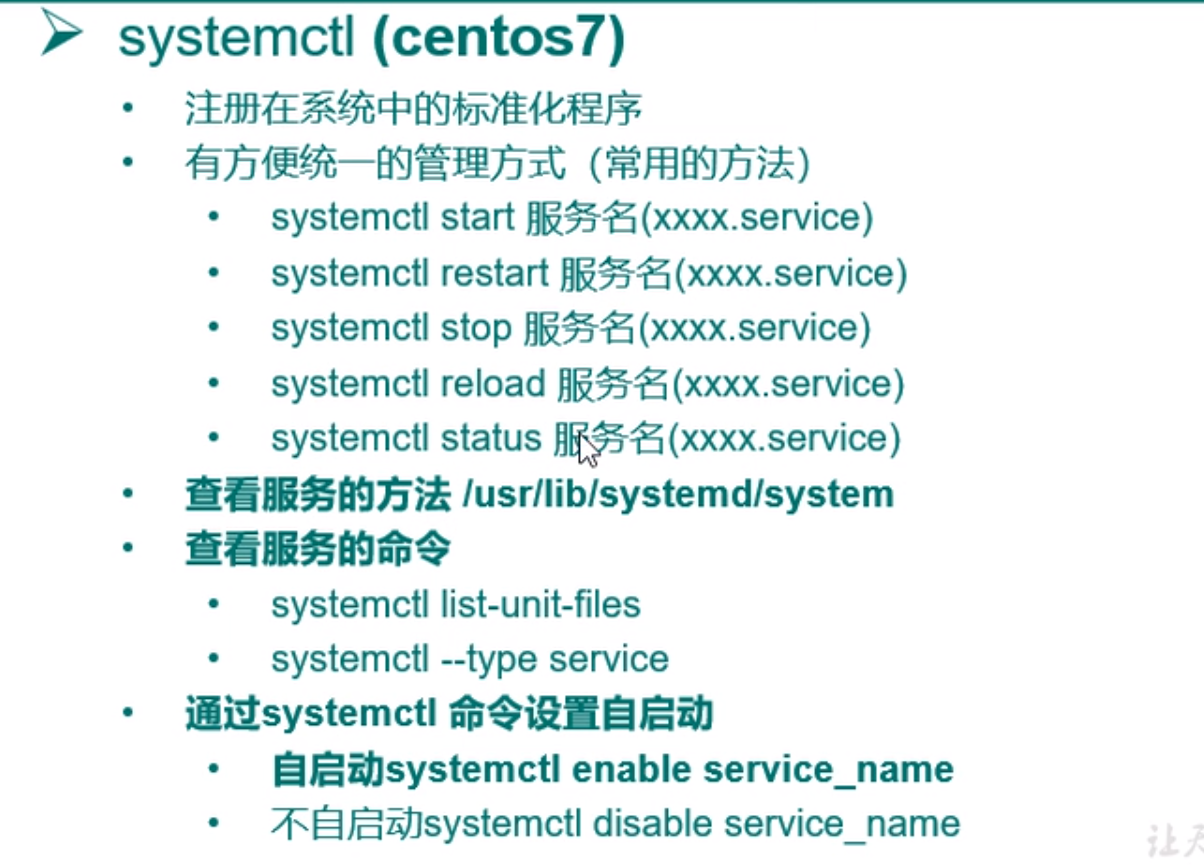 systemctl (centos7)
注册在系统中的标准化程序
有方便统一的管理方式（常用的方法）
systemctl start 服务名(xxxx.service)
systemctl restart 服务名(xxxx.service)
systemctl stop 服务名(xxxx.service)
systemctl reload 服务名(xxxx.service)
systemctl status 服务名(xxxx.service)
查看服务的方法 /usr/lib/systemd/system
查看服务的命令
systemctl list-unit-files
systemctl --type service
通过systemctl 命令设置自启动
自启动systemctl enable service_name
不自启动systemctl disable service_name
让天